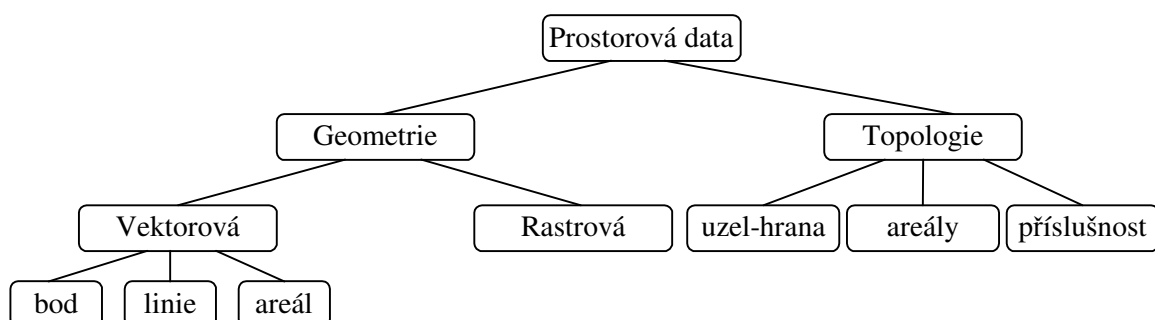 Prostorová data
Geometrie Topologie
Vektorová Rastrová uzel-hrana areály příslušnost
bod linie areál